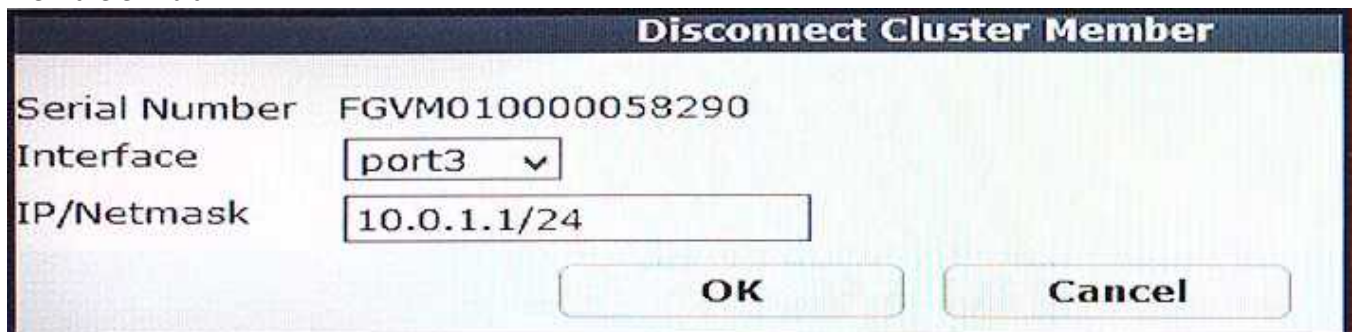 Disconnect Cluster Member
Serial Number FGVM010000058290
Interface port3
IP/Netmask 10.0.1.1/24
OK Cancel